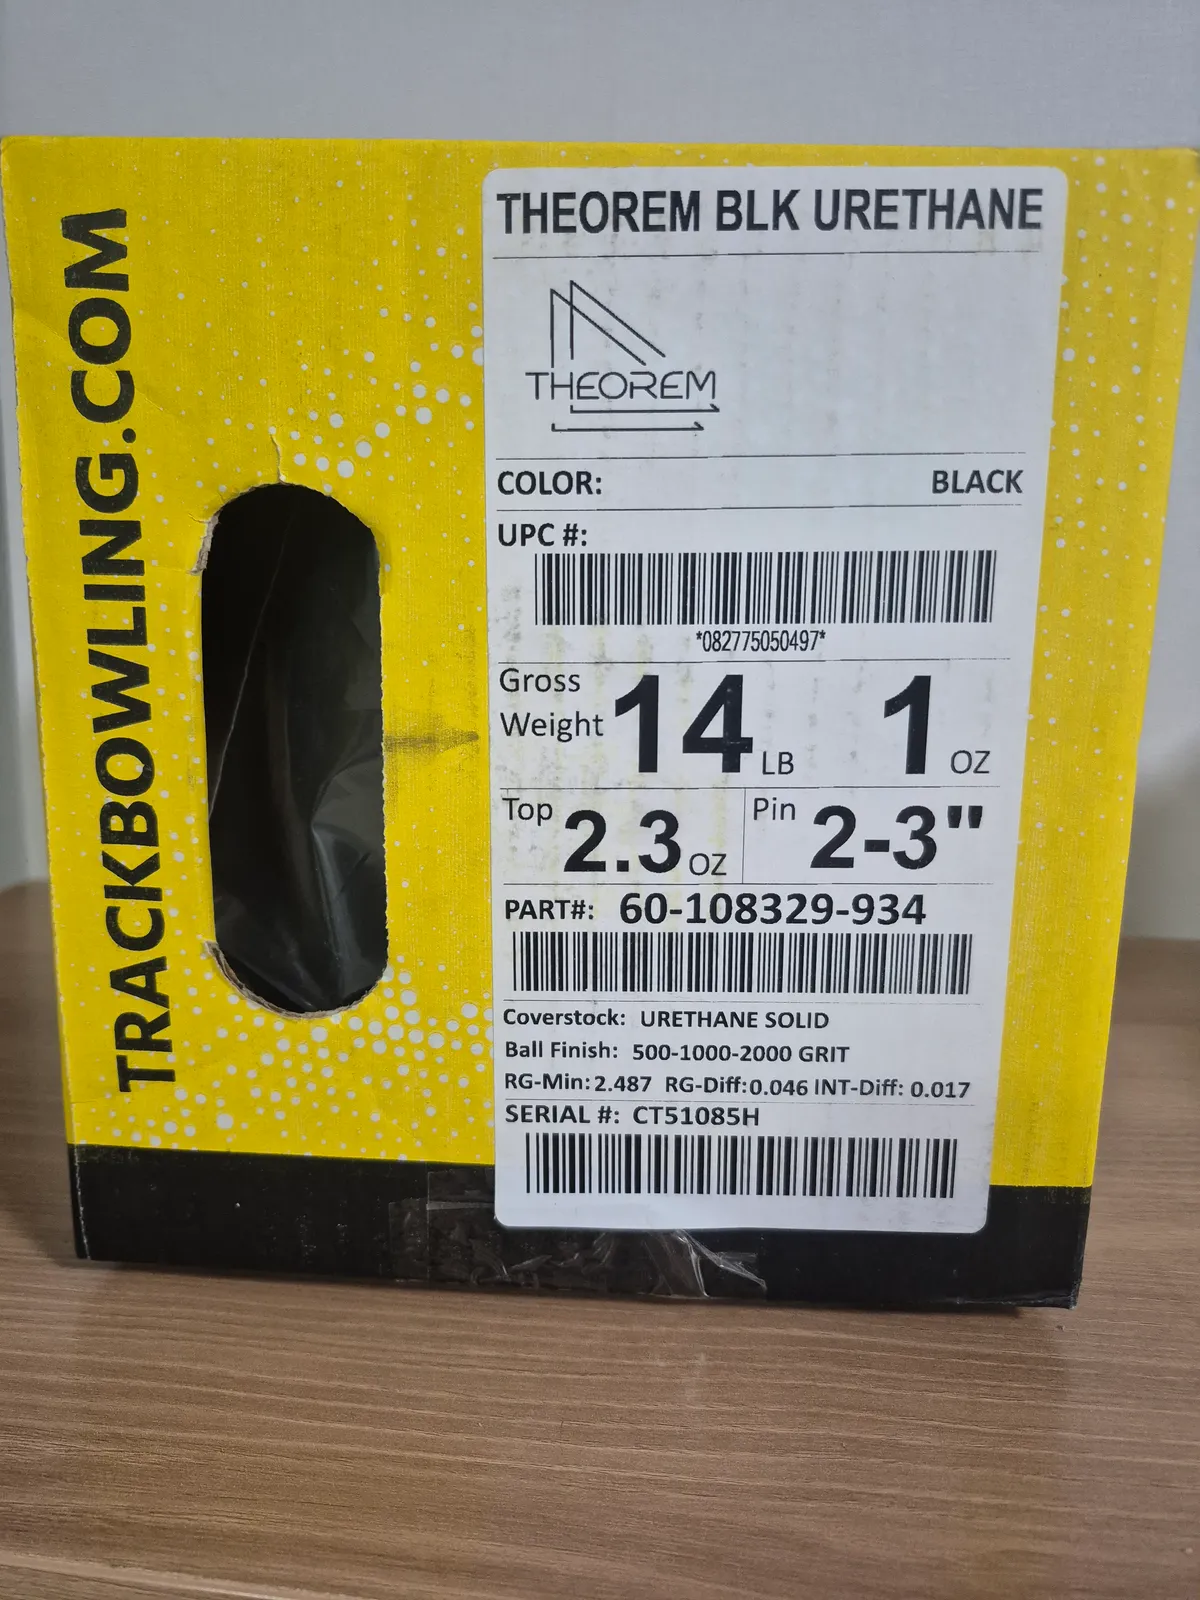 TRACKBOWLING.COM
THEOREM BLK URETHANE
THEOREM
COLOR: BLACK
UPC #:
*082775050497*
Gross Weight 14 LB 1 OZ
Top 2.3 OZ Pin 2-3"
PART#: 60-108329-934
Coverstock: URETHANE SOLID
Ball Finish: 500-1000-2000 GRIT
RG-Min: 2.487 RG-Diff: 0.046 INT-Diff: 0.017
SERIAL #: CT51085H